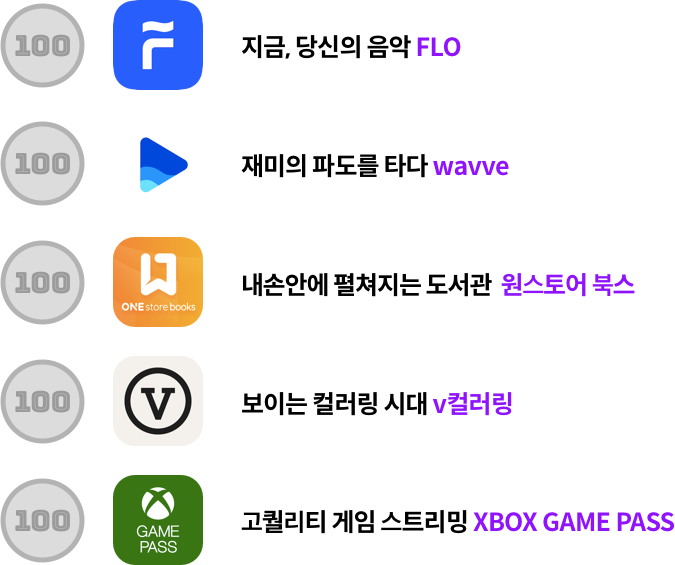 100 지금, 당신의 음악 FLO
100 재미의 파도를 타다 wavve
100 내손안에 펼쳐지는 도서관 원스토어 북스
ONE store books
100 보이는 컬러링 시대 v컬러링
V
100 고퀄리티 게임 스트리밍 XBOX GAME PASS
GAME
PASS